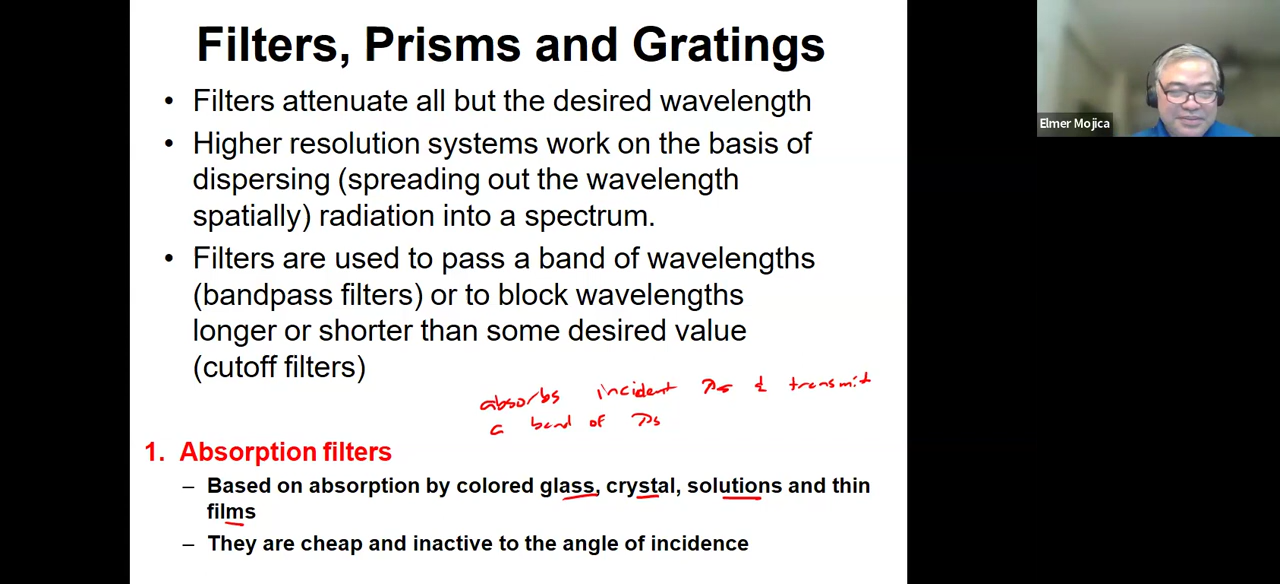 Filters, Prisms and Gratings
• Filters attenuate all but the desired wavelength
• Higher resolution systems work on the basis of
dispersing (spreading out the wavelength
spatially) radiation into a spectrum.
• Filters are used to pass a band of wavelengths
(bandpass filters) or to block wavelengths
longer or shorter than some desired value
(cutoff filters)
absorbs incident λs & transmit
a band of λs
1. Absorption filters
– Based on absorption by colored glass, crystal, solutions and thin
films
– They are cheap and inactive to the angle of incidence
Elmer Mojica